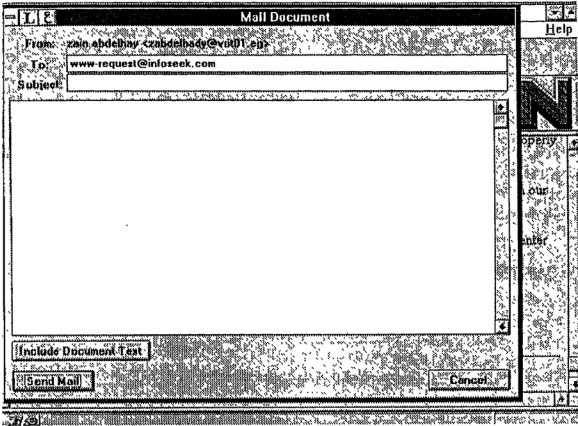 Mail Document
Help
From: zain abdelhay <zabdelhady@vut01.eg>
To: www-request@infoseek.com
Subject:
operly
our
enter
Include Document Text
Send Mail
Cancel
N